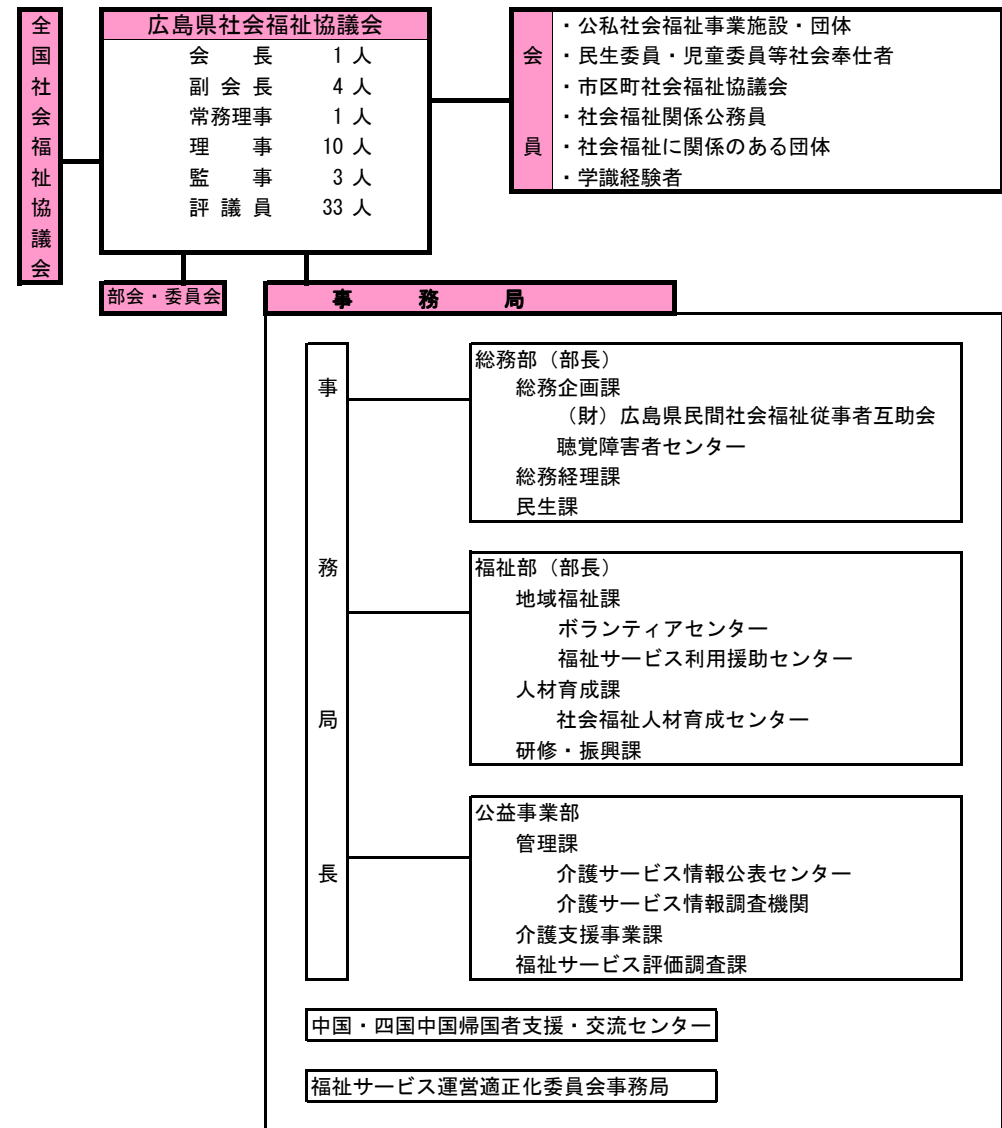 全国社会福祉協議会
広島県社会福祉協議会
会　長　1 人
副 会 長　4 人
常務理事　1 人
理　事　10 人
監　事　3 人
評 議 員　33 人
会員
・公私社会福祉事業施設・団体
・民生委員・児童委員等社会奉仕者
・市区町社会福祉協議会
・社会福祉関係公務員
・社会福祉に関係のある団体
・学識経験者
部会・委員会
事　務　局
事務局長
総務部（部長）
総務企画課
（財）広島県民間社会福祉従事者互助会
聴覚障害者センター
総務経理課
民生課
福祉部（部長）
地域福祉課
ボランティアセンター
福祉サービス利用援助センター
人材育成課
社会福祉人材育成センター
研修・振興課
公益事業部
管理課
介護サービス情報公表センター
介護サービス情報調査機関
介護支援事業課
福祉サービス評価調査課
中国・四国中国帰国者支援・交流センター
福祉サービス運営適正化委員会事務局